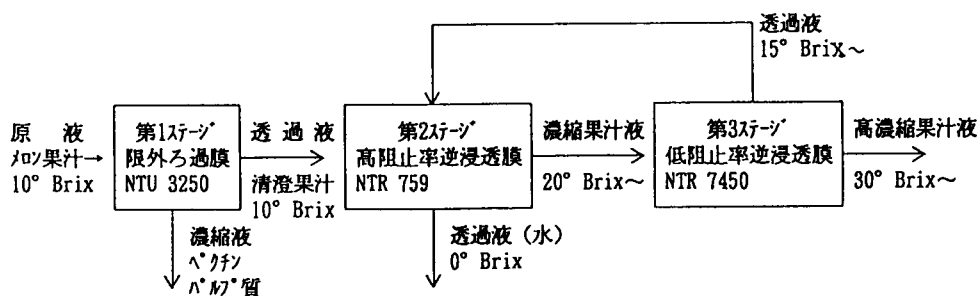 透過液
15° Brix～
原　液
メロン果汁→
10° Brix
第1ステージ
限外ろ過膜
NTU 3250
透 過 液
清澄果汁
10° Brix
第2ステージ
高阻止率逆浸透膜
NTR 759
濃縮果汁液
20° Brix～
第3ステージ
低阻止率逆浸透膜
NTR 7450
高濃縮果汁液
30° Brix～
濃縮液
ペクチン
パルプ質
透過液（水）
0° Brix